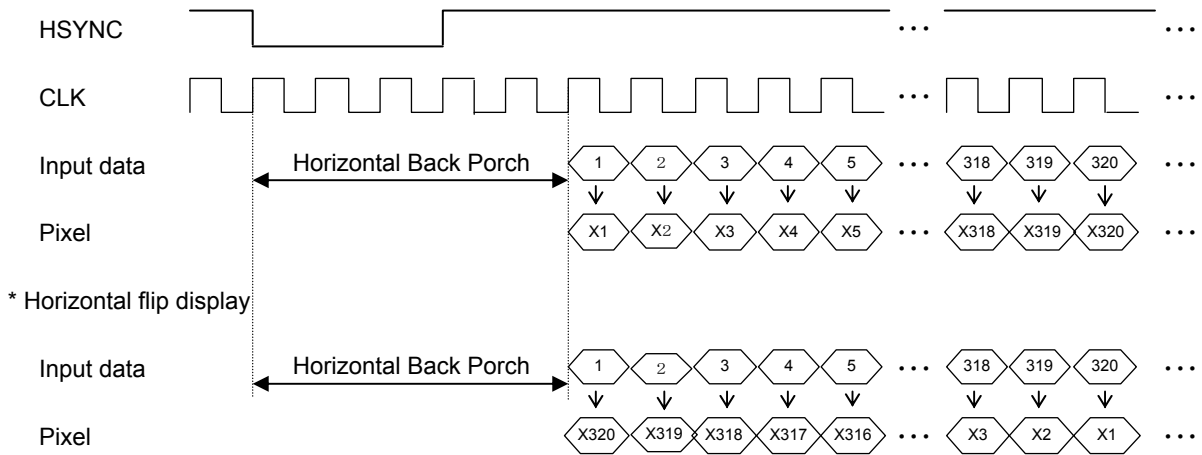 HSYNC ... ...
CLK ... ...
Input data Horizontal Back Porch 1 2 3 4 5 ... 318 319 320 ...
Pixel X1 X2 X3 X4 X5 ... X318 X319 X320 ...
* Horizontal flip display
Input data Horizontal Back Porch 1 2 3 4 5 ... 318 319 320 ...
Pixel X320 X319 X318 X317 X316 ... X3 X2 X1 ...